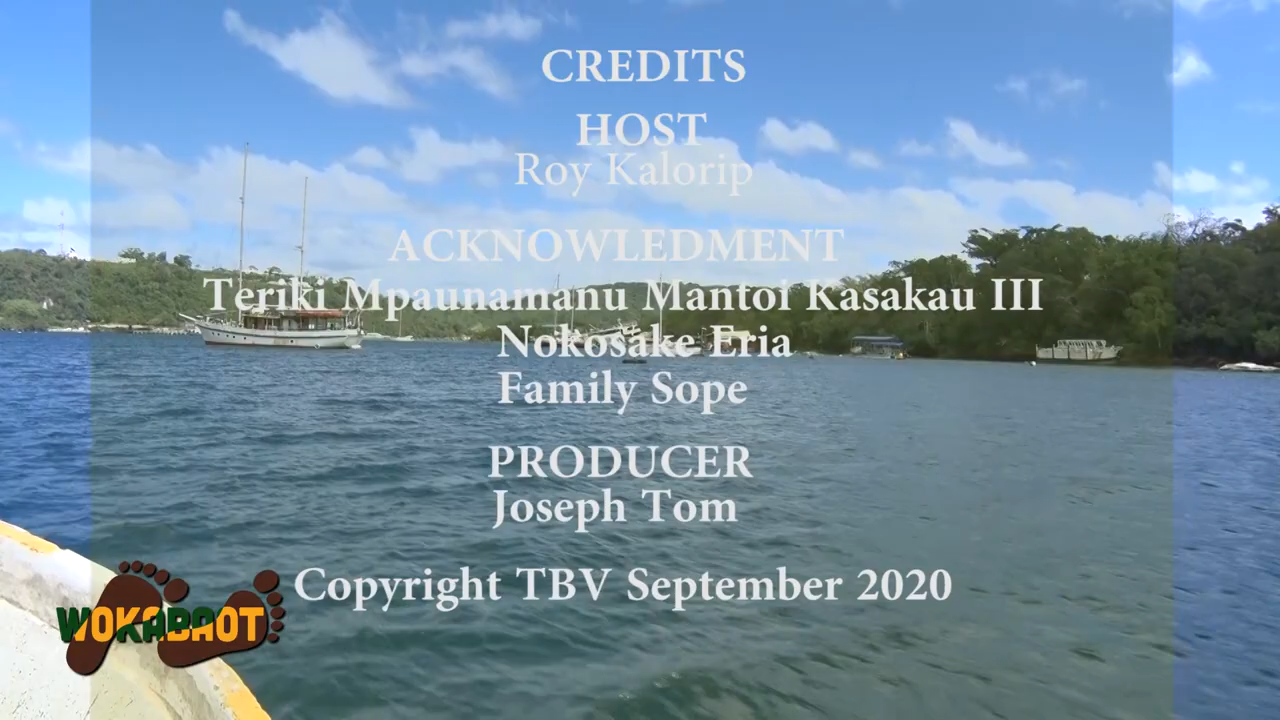 CREDITS
HOST
Roy Kalorip
ACKNOWLEDMENT
Teriki Mpaunamanu Mantoi Kasakau III
Nokosake Eria
Family Sope
PRODUCER
Joseph Tom
Copyright TBV September 2020
WOKABAOT